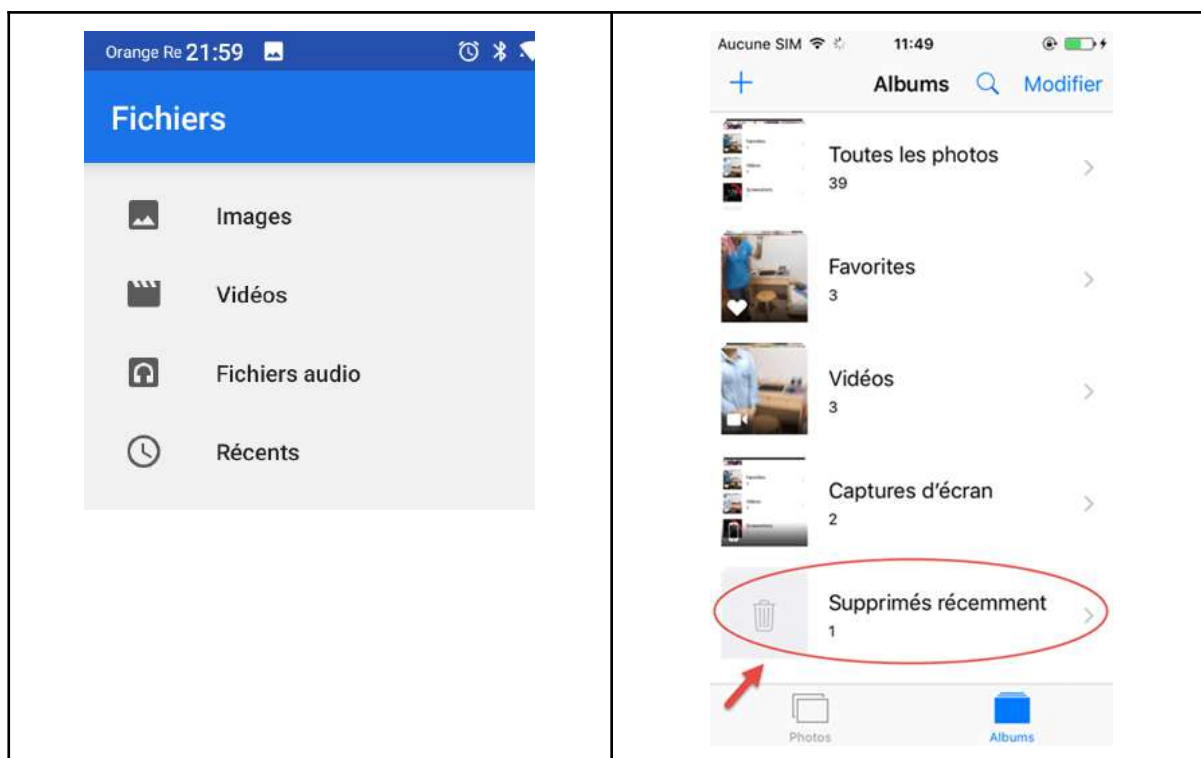 Orange Re 21:59
Fichiers
Images
Vidéos
Fichiers audio
Récents
Aucune SIM 11:49
Albums Modifier
Toutes les photos
39
Favorites
3
Vidéos
3
Captures d'écran
2
Supprimés récemment
1
Photos Albums